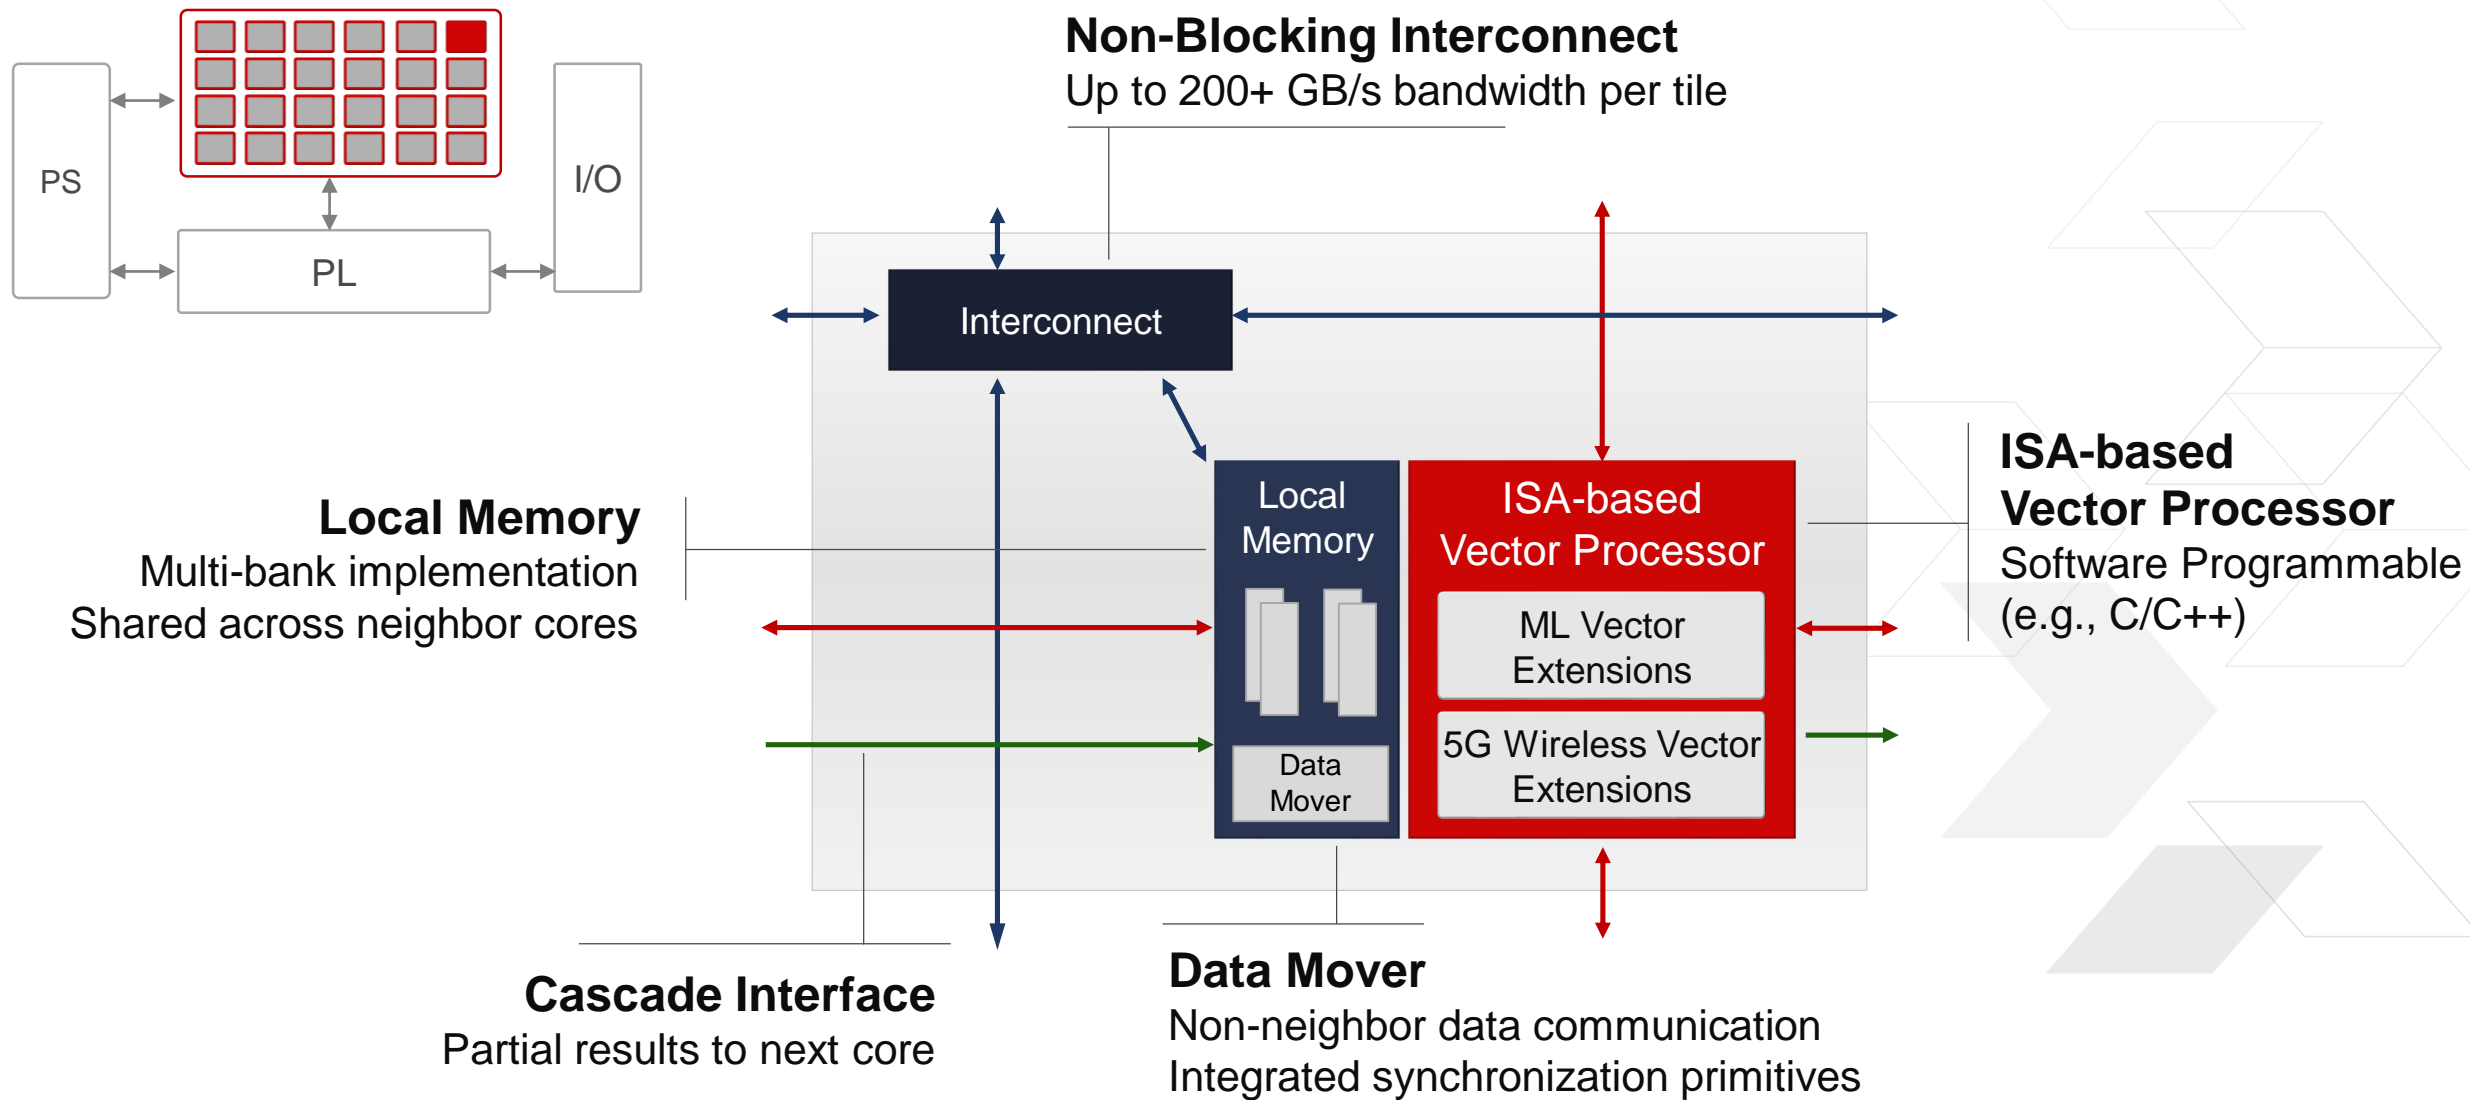 PS
PL
I/O
Non-Blocking Interconnect
Up to 200+ GB/s bandwidth per tile
Interconnect
Local Memory
Multi-bank implementation
Shared across neighbor cores
Local
Memory
Data
Mover
ISA-based
Vector Processor
ML Vector
Extensions
5G Wireless Vector
Extensions
ISA-based
Vector Processor
Software Programmable
(e.g., C/C++)
Cascade Interface
Partial results to next core
Data Mover
Non-neighbor data communication
Integrated synchronization primitives